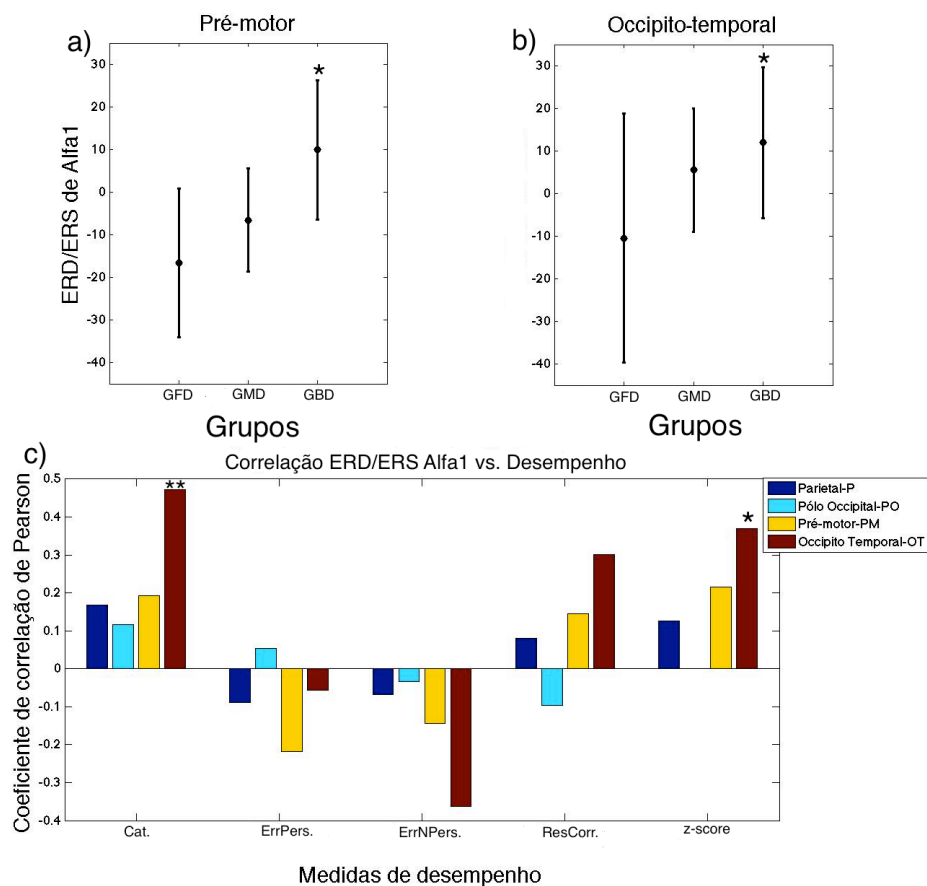 a)
Pré-motor
ERD/ERS de Alfa1
30
20
10
0
-10
-20
-30
-40
*
GFD
GMD
GBD
Grupos
b)
Occipito-temporal
30
20
10
0
-10
-20
-30
-40
*
GFD
GMD
GBD
Grupos
c)
Correlação ERD/ERS Alfa1 vs. Desempenho
Coeficiente de correlação de Pearson
0.5
0.4
0.3
0.2
0.1
0
-0.1
-0.2
-0.3
-0.4
**
*
Parietal-P
Pólo Occipital-PO
Pré-motor-PM
Occipito Temporal-OT
Cat.
ErrPers.
ErrNPers.
ResCorr.
z-score
Medidas de desempenho